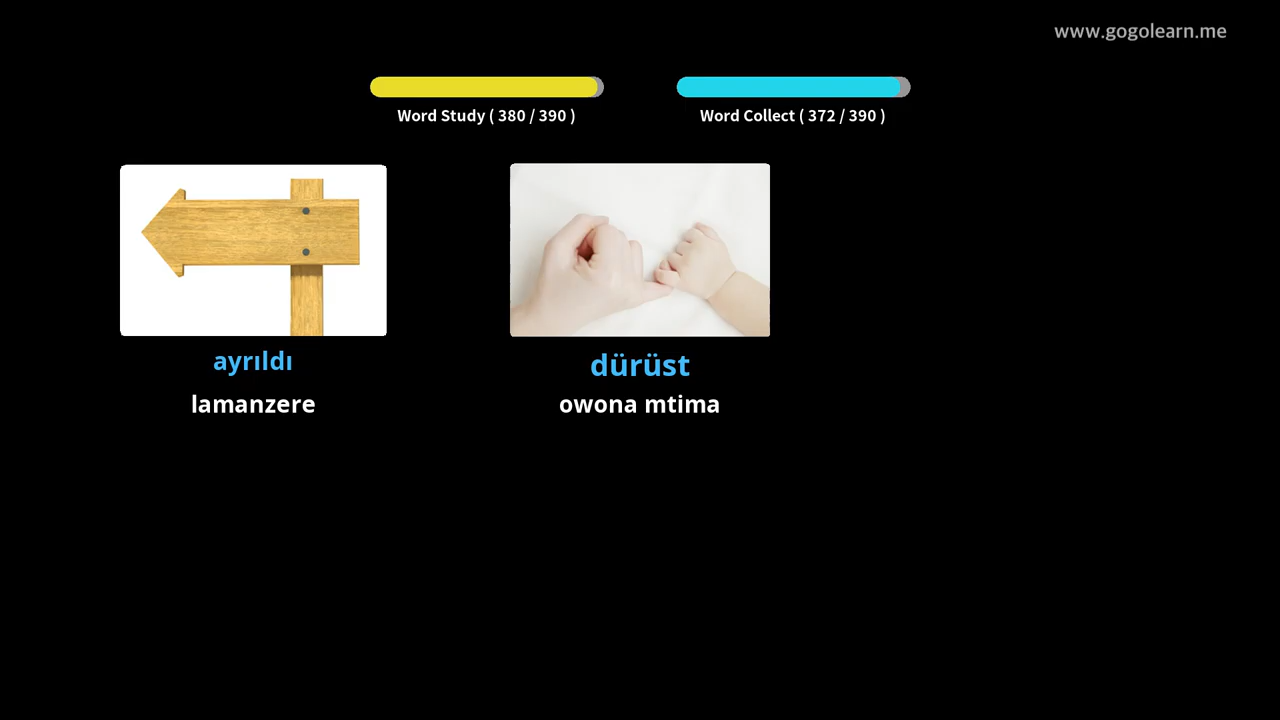 www.gogolearn.me
Word Study ( 380 / 390 )
Word Collect ( 372 / 390 )
ayrıldı
lamanzere
dürüst
owona mtima